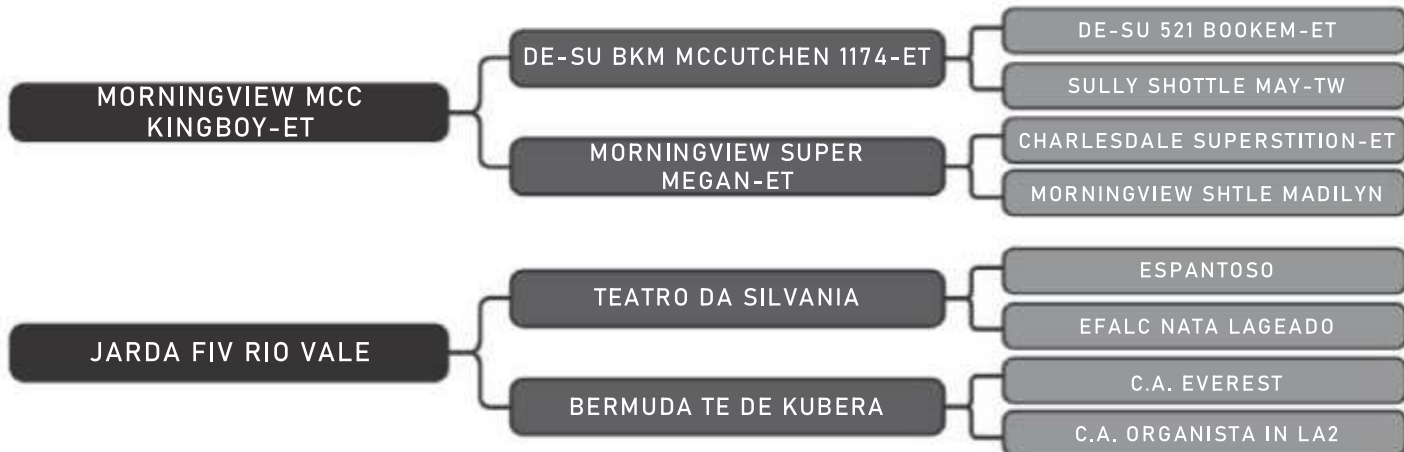 MORNINGVIEW MCC
KINGBOY-ET
DE-SU BKM MCCUTCHEN 1174-ET
DE-SU 521 BOOKEM-ET
SULLY SHOTTLE MAY-TW
MORNINGVIEW SUPER
MEGAN-ET
CHARLESDALE SUPERSTITION-ET
MORNINGVIEW SHTLE MADILYN
JARDA FIV RIO VALE
TEATRO DA SILVANIA
ESPANTOSO
EFALC NATA LAGEADO
BERMUDA TE DE KUBERA
C.A. EVEREST
C.A. ORGANISTA IN LA2